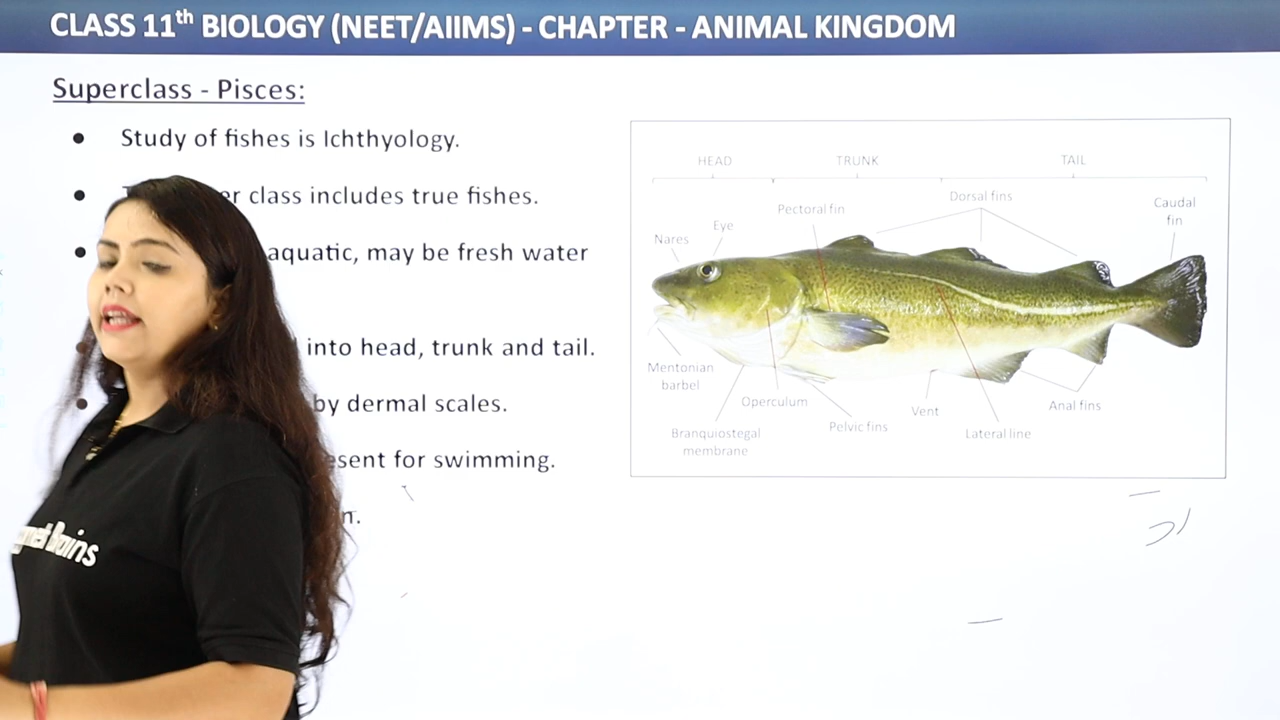 CLASS 11th BIOLOGY (NEET/AIIMS) - CHAPTER - ANIMAL KINGDOM
Superclass - Pisces:
Study of fishes is Ichthyology.
class includes true fishes.
aquatic, may be fresh water
into head, trunk and tail.
by dermal scales.
for swimming.
HEAD TRUNK TAIL
Dorsal fins
Caudal
fin
Pectoral fin
Eye
Nares
Mentonian
barbel
Operculum
Vent
Anal fins
Pelvic fins
Lateral line
Branquiostegal
membrane
Brains